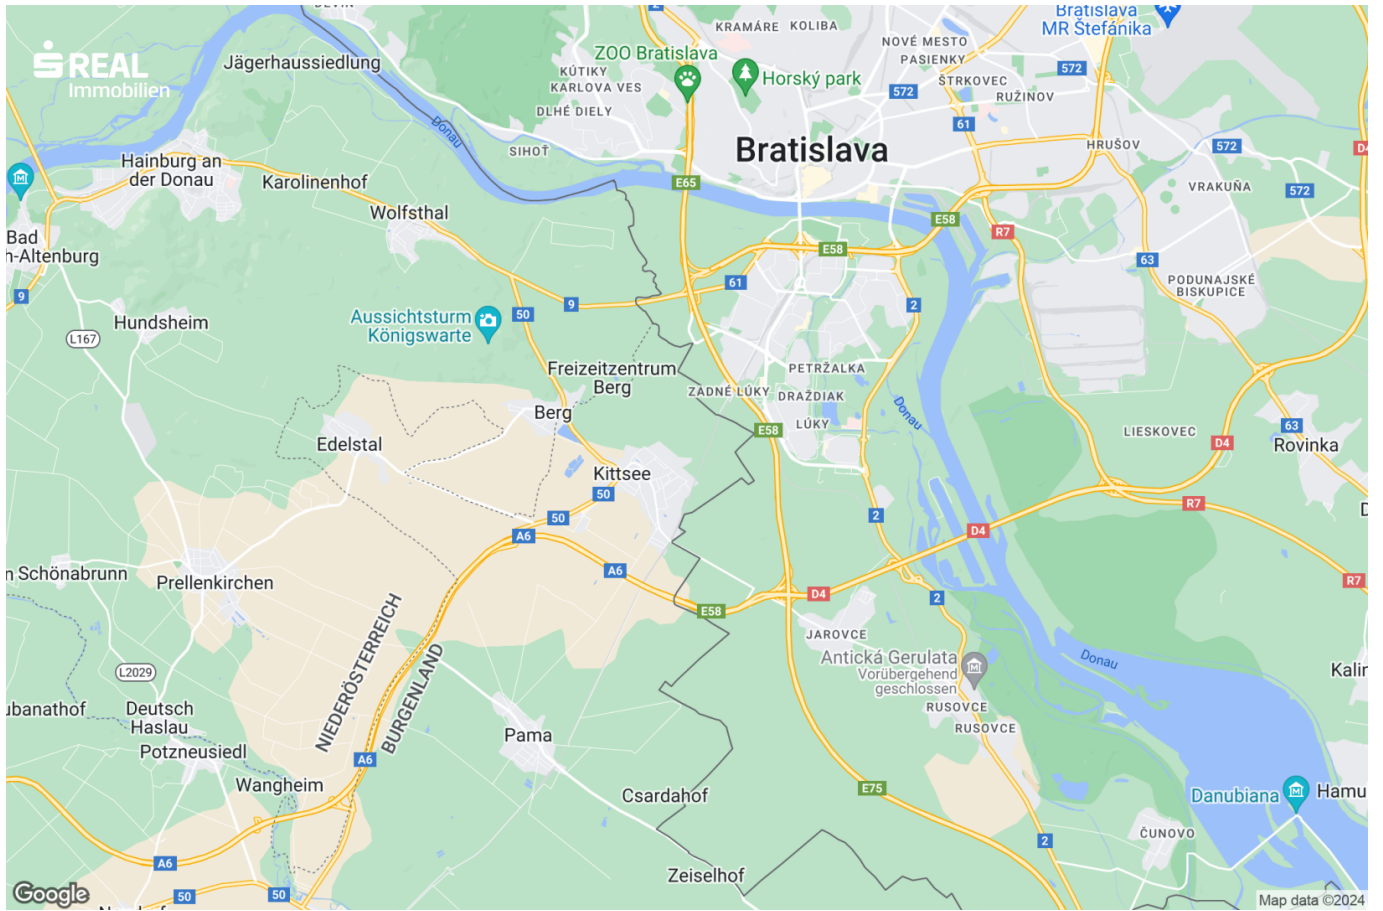 DEVÍN
KRAMÁRE
KOLIBA
Bratislava
MR Štefánika
SREAL
Immobilien
Jägerhaussiedlung
ZOO Bratislava
Horský park
NOVÉ MESTO
PASIENKY
ŠTRKOVEC
RUŽINOV
572
572
KÚTIKY
KARLOVA VES
DLHÉ DIELY
Donau
SIHOŤ
61
Bratislava
HRUŠOV
572
D4
VRAKUŇA
572
Hainburg an
der Donau
Karolinenhof
Wolfsthal
E65
E58
R7
Bad
h-Altenburg
E58
63
61
PODUNAJSKÉ
BISKUPICE
9
9
50
2
L167
Hundsheim
Aussichtsturm
Königswarte
Freizeitzentrum
Berg
PETRŽALKA
ZADNÉ LÚKY
DRAŽDIAK
LÚKY
Donau
Berg
Edelstal
E58
LIESKOVEC
D4
63
Rovinka
Kittsee
50
50
A6
2
D4
R7
A6
n Schönabrunn
Prellenkirchen
E58
D4
2
R7
JAROVCE
NIEDERÖSTERREICH
BURGENLAND
Antická Gerulata
Vorübergehend
geschlossen
Donau
Kalin
L2029
ubanathof
Deutsch
Haslau
Potzneusiedl
RUSOVCE
RUSOVCE
Pama
A6
Wangheim
Csardahof
E75
Danubiana
Hamu
2
ČUNOVO
A6
Zeiselhof
50
50
Google
Map data ©2024